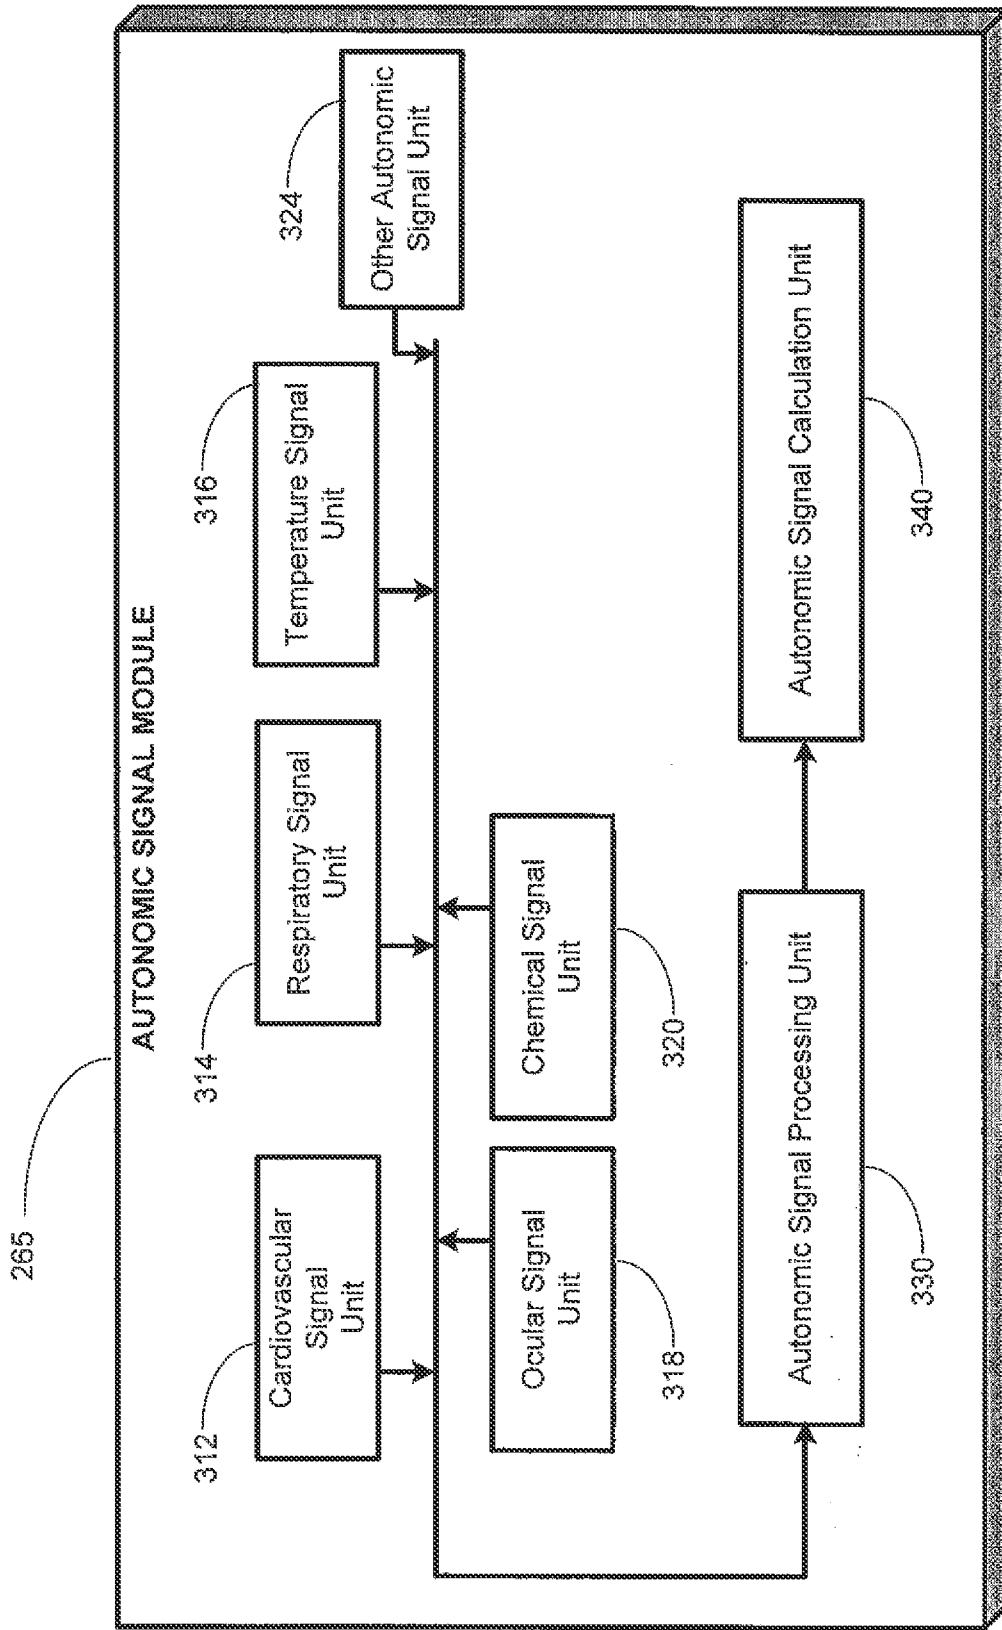 265
AUTONOMIC SIGNAL MODULE
312
Cardiovascular
Signal
Unit
314
Respiratory Signal
Unit
316
Temperature Signal
Unit
324
Other Autonomic
Signal Unit
Ocular Signal
Unit
318
Chemical Signal
Unit
320
Autonomic Signal Processing Unit
330
Autonomic Signal Calculation Unit
340